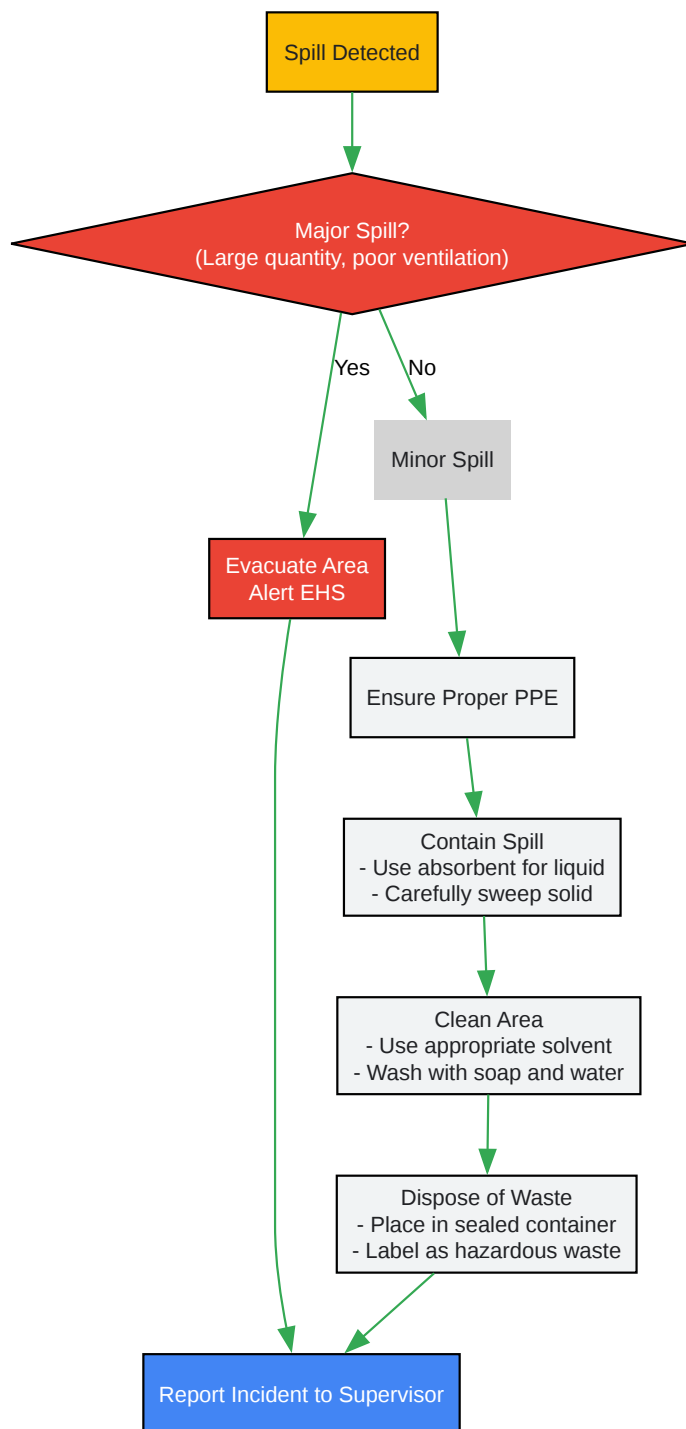 Spill Detected
Major Spill?
(Large quantity, poor ventilation)
Yes
No
Minor Spill
Evacuate Area
Alert EHS
Ensure Proper PPE
Contain Spill
- Use absorbent for liquid
- Carefully sweep solid
Clean Area
- Use appropriate solvent
- Wash with soap and water
Dispose of Waste
- Place in sealed container
- Label as hazardous waste
Report Incident to Supervisor